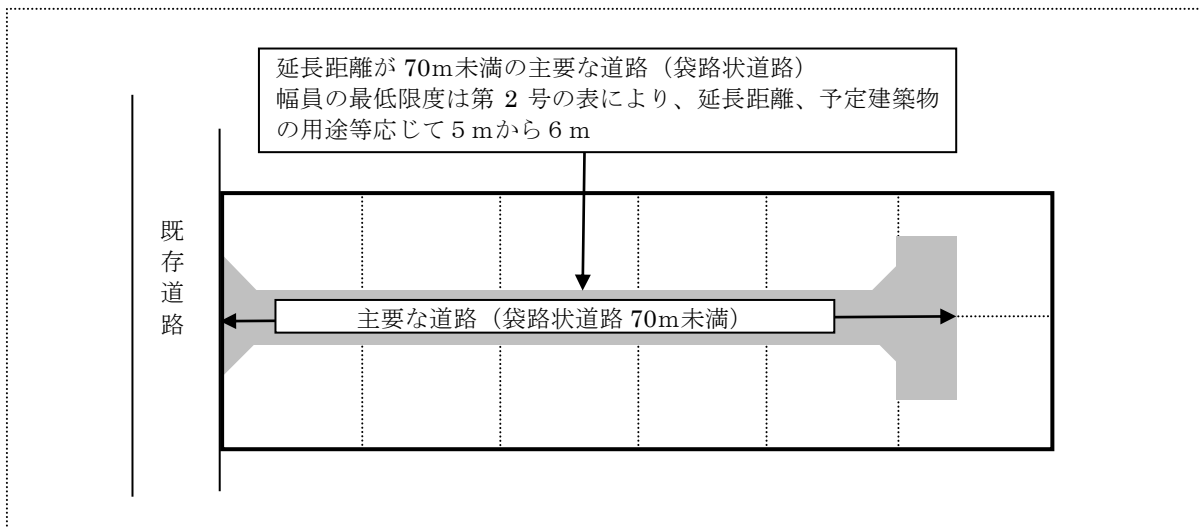 延長距離が 70m未満の主要な道路（袋路状道路）
幅員の最低限度は第 2 号の表により、延長距離、予定建築物
の用途等応じて５ｍから６ｍ
既存道路
主要な道路（袋路状道路 70m未満）